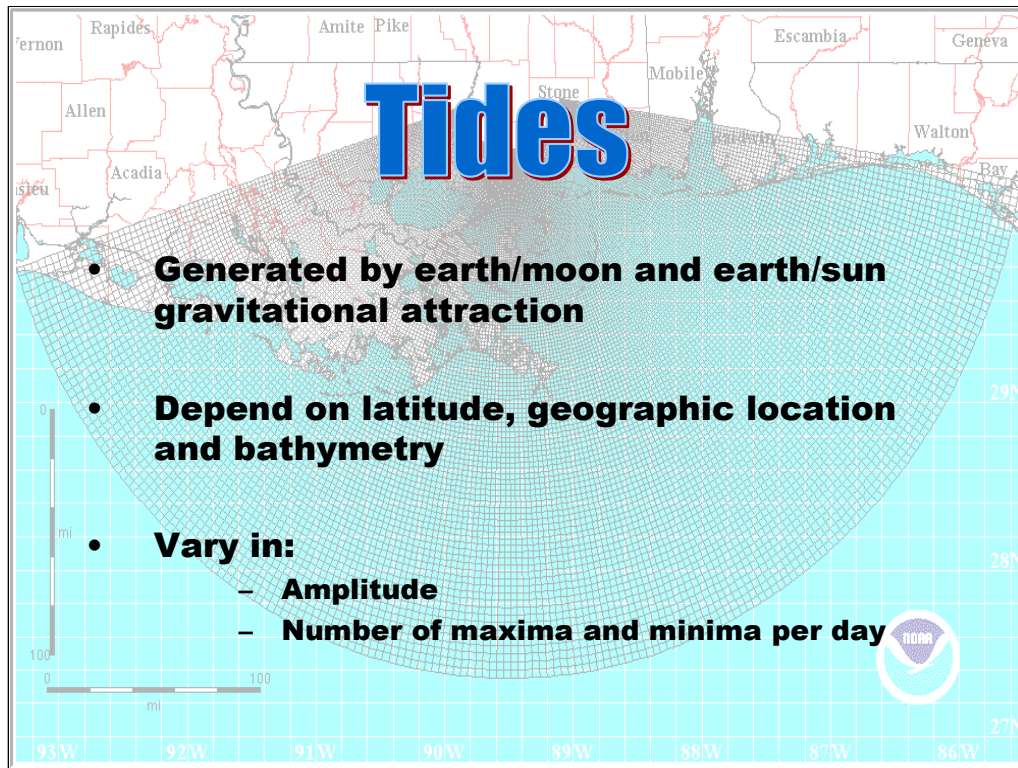 Rapides
Amite Pike
Escambia
Geneva
Mobile
Stone
Allen
Tides
Walton
Acadia
Bay
• Generated by earth/moon and earth/sun
gravitational attraction
29N
• Depend on latitude, geographic location
and bathymetry
0
mi
• Vary in:
28N
– Amplitude
– Number of maxima and minima per day
NOAA
100
0 100
mi
27N
93W 92W 91W 90W 89W 88W 87W 86W